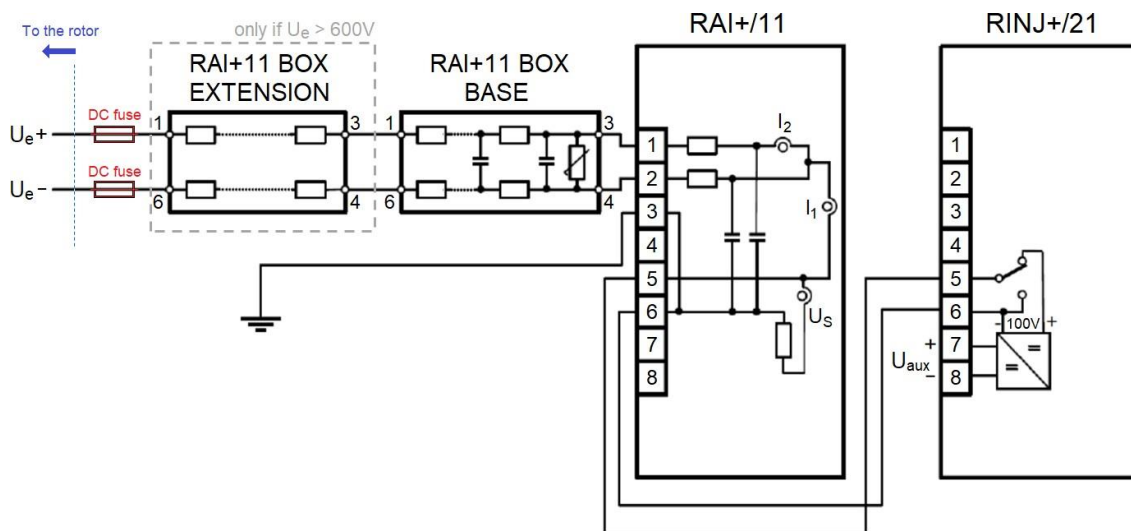 RAI+/11
RINJ+/21
To the rotor
only if Ue > 600V
RAI+11 BOX
EXTENSION
RAI+11 BOX
BASE
DC fuse
1
3
1
3
Ue+
DC fuse
Ue−
6
4
6
4
1
2
3
4
5
6
7
8
I2
I1
US
1
2
3
4
5
6
7
8
- 100V +
+
Uaux
−
=
=